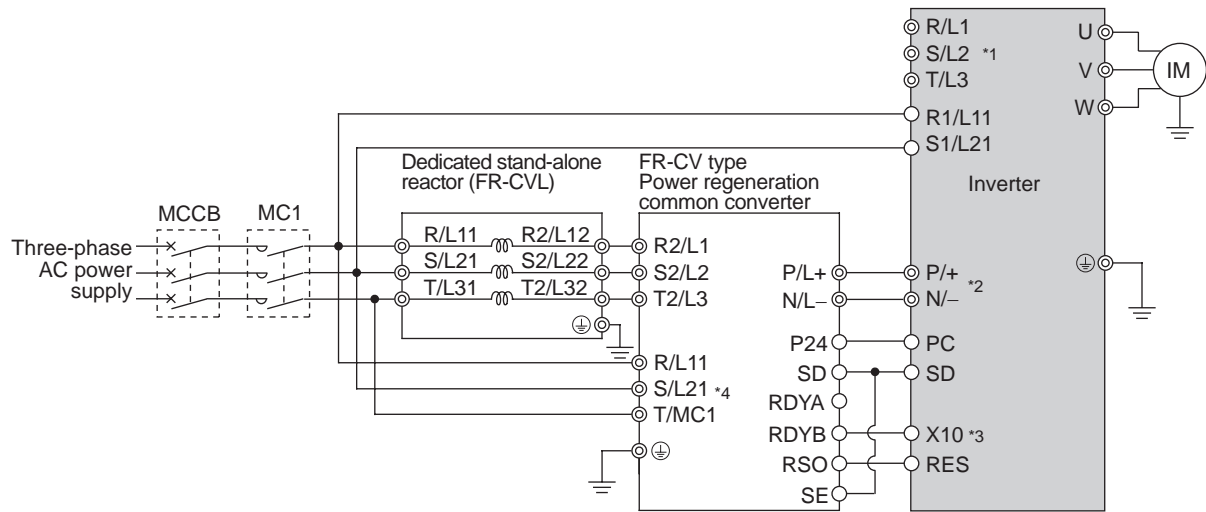 R/L1
S/L2 *1
T/L3
R1/L11
S1/L21
Inverter
U
V
W
IM
MCCB
MC1
Three-phase
AC power
supply
Dedicated stand-alone
reactor (FR-CVL)
R/L11 R2/L12
S/L21 S2/L22
T/L31 T2/L32
FR-CV type
Power regeneration
common converter
R2/L1
S2/L2
T2/L3
R/L11
S/L21 *4
T/MC1
P/L+
N/L−
P24
SD
RDYA
RDYB
RSO
SE
P/+
N/− *2
PC
SD
X10 *3
RES